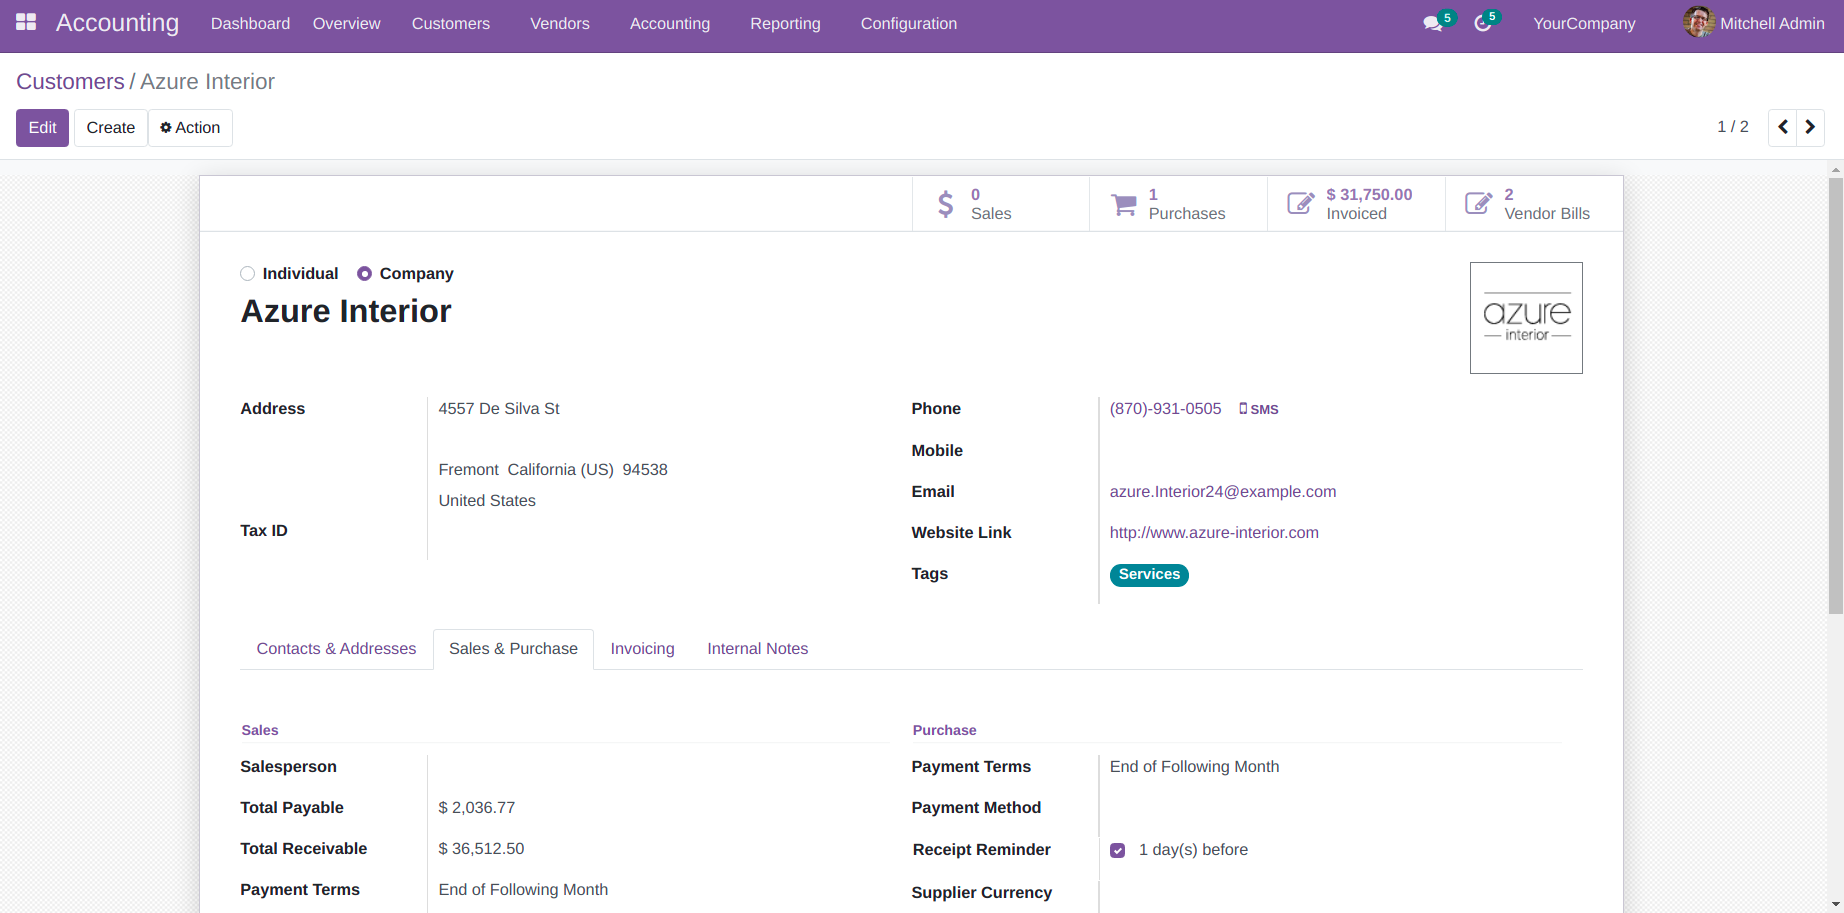 Accounting Dashboard Overview Customers Vendors Accounting Reporting Configuration 5 5 YourCompany Mitchell Admin
Customers / Azure Interior
Edit Create Action 1 / 2
0 Sales
1 Purchases
$ 31,750.00 Invoiced
2 Vendor Bills
Individual Company
Azure Interior
azure
interior
Address 4557 De Silva St
Fremont California (US) 94538
United States
Tax ID
Phone (870)-931-0505 SMS
Mobile
Email azure.Interior24@example.com
Website Link http://www.azure-interior.com
Tags Services
Contacts & Addresses Sales & Purchase Invoicing Internal Notes
Sales
Salesperson
Total Payable $ 2,036.77
Total Receivable $ 36,512.50
Payment Terms End of Following Month
Purchase
Payment Terms End of Following Month
Payment Method
Receipt Reminder 1 day(s) before
Supplier Currency